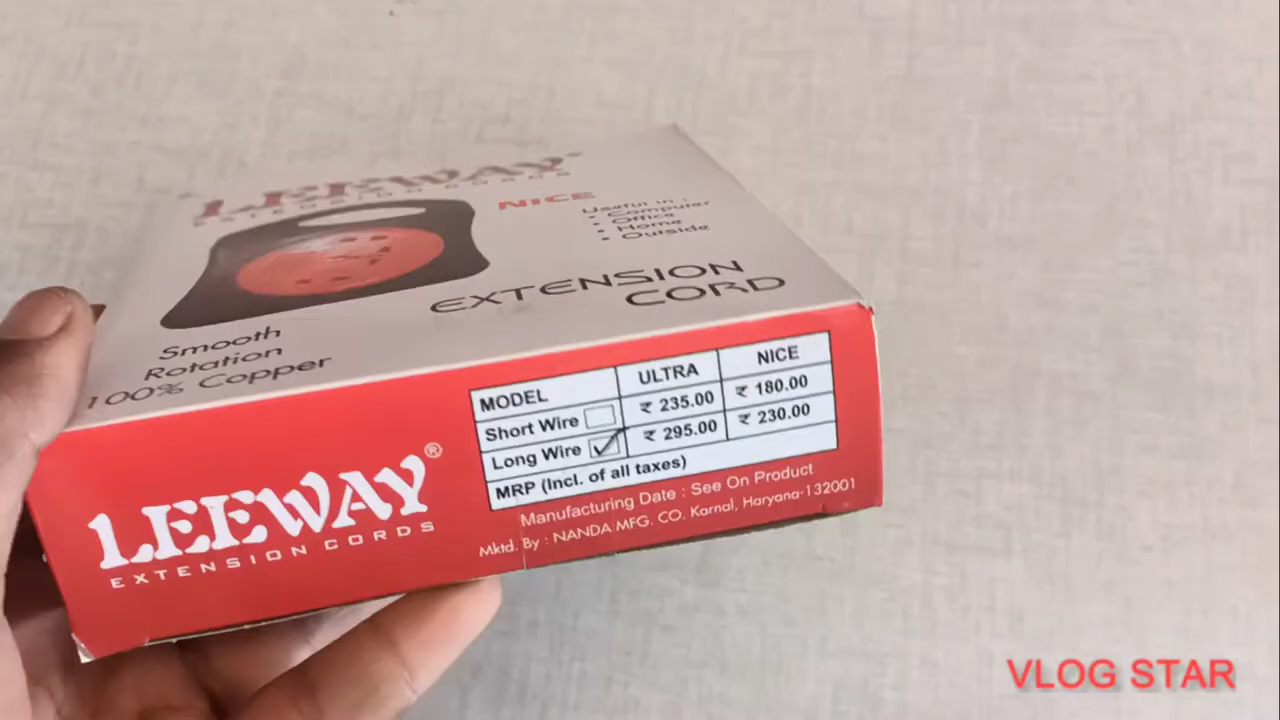 LEEWAY
EXTENSION CORDS
NICE
Useful in :
• Computer
• Office
• Home
• Outside
EXTENSION
CORD
Smooth
Rotation
100% Copper
LEEWAY®
EXTENSION CORDS
MODEL ULTRA NICE
Short Wire ₹ 235.00 ₹ 180.00
Long Wire ✓ ₹ 295.00 ₹ 230.00
MRP (Incl. of all taxes)
Manufacturing Date : See On Product
Mktd. By : NANDA MFG. CO. Karnal, Haryana-132001
VLOG STAR